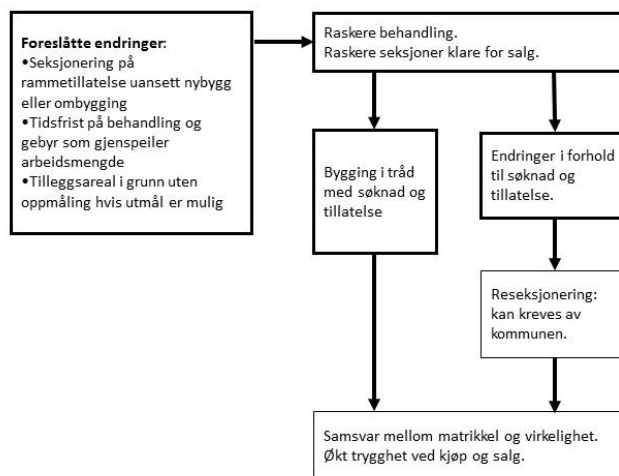 Foreslåtte endringer:
•Seksjonering på
rammetillatelse uansett nybygg
eller ombygging
•Tidsfrist på behandling og
gebyr som gjenspeiler
arbeidsmengde
•Tilleggsareal i grunn uten
oppmåling hvis utmål er mulig
Raskere behandling.
Raskere seksjoner klare for salg.
Bygging i tråd
med søknad og
tillatelse
Endringer i forhold
til søknad og
tillatelse.
Reseksjonering:
kan kreves av
kommunen.
Samsvar mellom matrikkel og virkelighet.
Økt trygghet ved kjøp og salg.